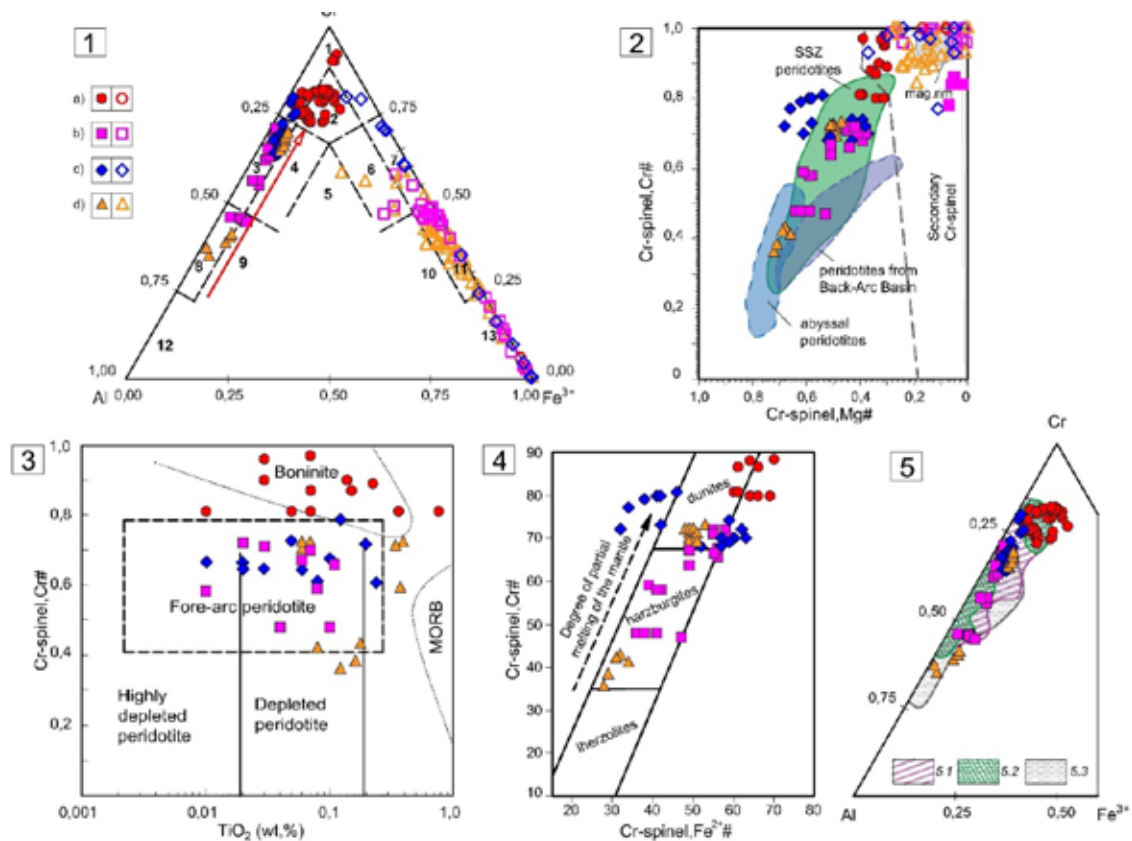 1
Cr
a)
b)
c)
d)
0,25
0,50
0,75
1,00
Al
0,00
0,25
0,50
0,75
1,00
Fe3+
0,75
0,50
0,25
0,00
1
2
3
4
5
6
7
8
9
10
11
12
13
2
Cr-spinel,Cr#
1,0
0,8
0,6
0,4
0,2
0
SSZ
peridotites
mag.rim
Secondary
Cr-spinel
peridotites from
Back-Arc Basin
abyssal
peridotites
1,0
0,8
0,6
0,4
0,2
0
Cr-spinel,Mg#
3
Cr-spinel,Cr#
1,0
0,8
0,6
0,4
0,2
Boninite
Fore-arc peridotite
MORB
Highly
depleted
peridotite
Depleted
peridotite
0,001
0,01
0,1
1,0
TiO2 (wt,%)
4
Cr-spinel,Cr#
90
80
70
60
50
40
30
20
10
Degree of partial
melting of the mantle
dunites
harzburgites
lherzolites
20
40
60
80
Cr-spinel,Fe2+#
5
Cr
0,25
0,50
0,75
5.1
5.2
5.3
Al
0,25
0,50
Fe3+